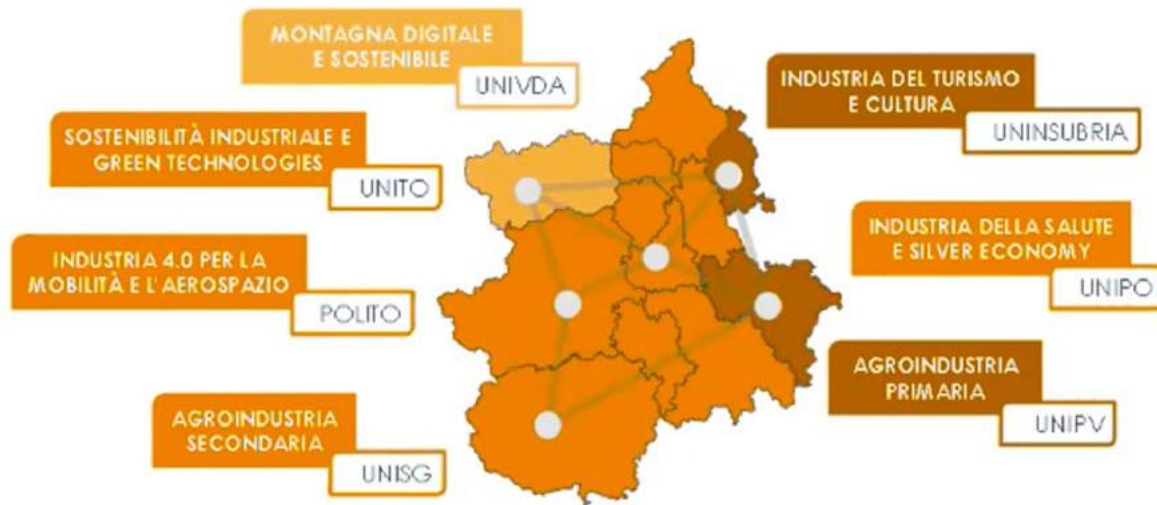 MONTAGNA DIGITALE
E SOSTENIBILE
UNIVDA
INDUSTRIA DEL TURISMO
E CULTURA
UNINSUBRIA
SOSTENIBILITÀ INDUSTRIALE E
GREEN TECHNOLOGIES
UNITO
INDUSTRIA DELLA SALUTE
E SILVER ECONOMY
UNIPO
INDUSTRIA 4.0 PER LA
MOBILITÀ E L'AEROSPAZIO
POLITO
AGROINDUSTRIA
PRIMARIA
UNIPV
AGROINDUSTRIA
SECONDARIA
UNISG